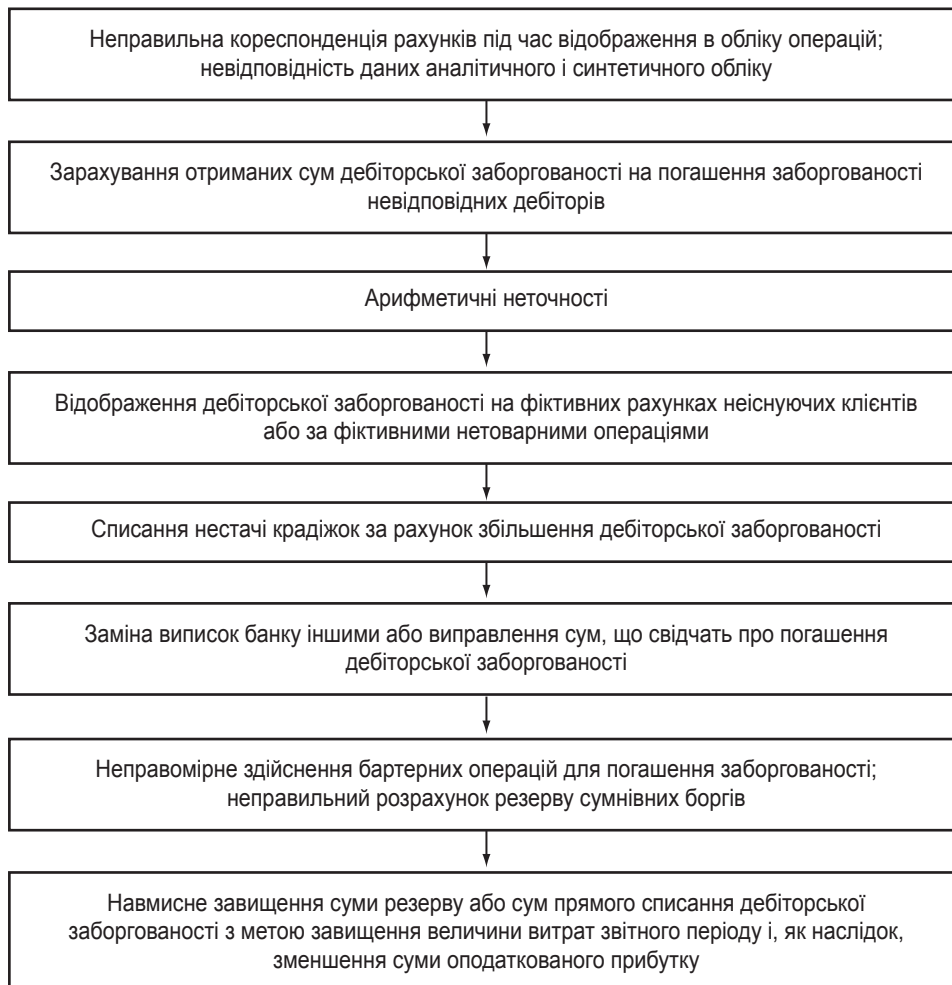 Неправильна кореспонденція рахунків під час відображення в обліку операцій;
невідповідність даних аналітичного і синтетичного обліку
Зарахування отриманих сум дебіторської заборгованості на погашення заборгованості
невідповідних дебіторів
Арифметичні неточності
Відображення дебіторської заборгованості на фіктивних рахунках неіснуючих клієнтів
або за фіктивними нетоварними операціями
Списання нестачі крадіжок за рахунок збільшення дебіторської заборгованості
Заміна виписок банку іншими або виправлення сум, що свідчать про погашення
дебіторської заборгованості
Неправомірне здійснення бартерних операцій для погашення заборгованості;
неправильний розрахунок резерву сумнівних боргів
Навмисне завищення суми резерву або сум прямого списання дебіторської
заборгованості з метою завищення величини витрат звітного періоду і, як наслідок,
зменшення суми оподаткованого прибутку